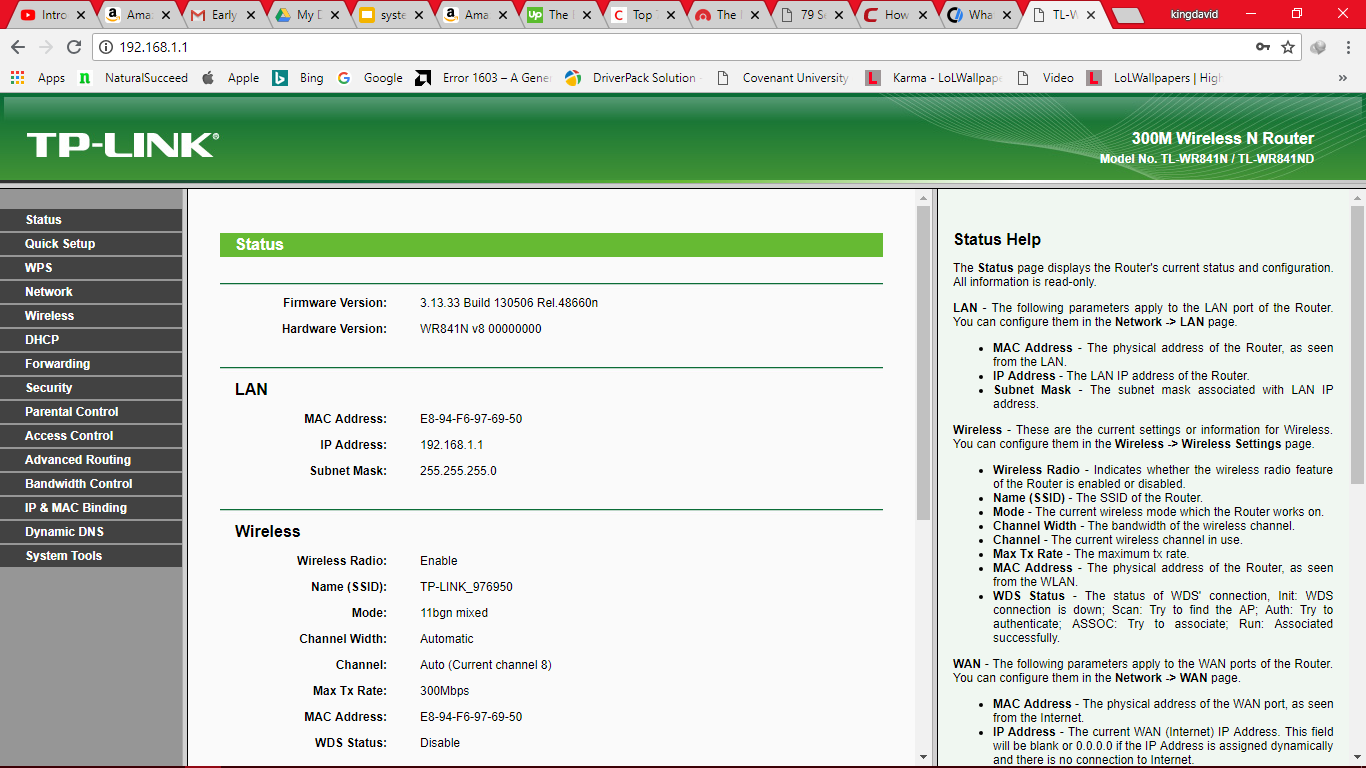 Intro
Ama
Early
My D
syste
Ama
Up The I
C Top
The
79 S
How
Wha
TL-W
kingdavid
192.168.1.1
Apps
n NaturalSucceed
Apple
Bing
G Google
Error 1603 – A Gene
DriverPack Solution
Covenant University
L Karma - LoLWallpape
Video
L LoLWallpapers | High
»
TP-LINK®
300M Wireless N Router
Model No. TL-WR841N / TL-WR841ND
Status
Quick Setup
WPS
Network
Wireless
DHCP
Forwarding
Security
Parental Control
Access Control
Advanced Routing
Bandwidth Control
IP & MAC Binding
Dynamic DNS
System Tools
Status
Firmware Version: 3.13.33 Build 130506 Rel.48660n
Hardware Version: WR841N v8 00000000
LAN
MAC Address: E8-94-F6-97-69-50
IP Address: 192.168.1.1
Subnet Mask: 255.255.255.0
Wireless
Wireless Radio: Enable
Name (SSID): TP-LINK_976950
Mode: 11bgn mixed
Channel Width: Automatic
Channel: Auto (Current channel 8)
Max Tx Rate: 300Mbps
MAC Address: E8-94-F6-97-69-50
WDS Status: Disable
Status Help
The Status page displays the Router's current status and configuration.
All information is read-only.
LAN - The following parameters apply to the LAN port of the Router.
You can configure them in the Network -> LAN page.
• MAC Address - The physical address of the Router, as seen
from the LAN.
• IP Address - The LAN IP address of the Router.
• Subnet Mask - The subnet mask associated with LAN IP
address.
Wireless - These are the current settings or information for Wireless.
You can configure them in the Wireless -> Wireless Settings page.
• Wireless Radio - Indicates whether the wireless radio feature
of the Router is enabled or disabled.
• Name (SSID) - The SSID of the Router.
• Mode - The current wireless mode which the Router works on.
• Channel Width - The bandwidth of the wireless channel.
• Channel - The current wireless channel in use.
• Max Tx Rate - The maximum tx rate.
• MAC Address - The physical address of the Router, as seen
from the WLAN.
• WDS Status - The status of WDS' connection, Init: WDS
connection is down; Scan: Try to find the AP; Auth: Try to
authenticate; ASSOC: Try to associate; Run: Associated
successfully.
WAN - The following parameters apply to the WAN ports of the Router.
You can configure them in the Network -> WAN page.
• MAC Address - The physical address of the WAN port, as seen
from the Internet.
• IP Address - The current WAN (Internet) IP Address. This field
will be blank or 0.0.0.0 if the IP Address is assigned dynamically
and there is no connection to Internet.